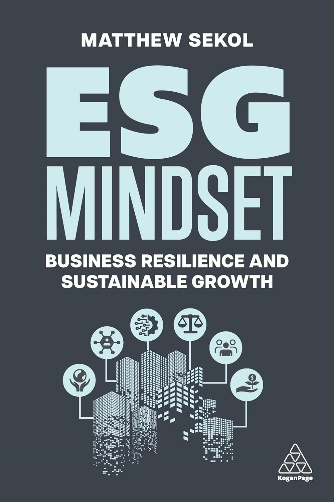 MATTHEW SEKOL
ESG
MINDSET
BUSINESS RESILIENCE AND
SUSTAINABLE GROWTH
KoganPage